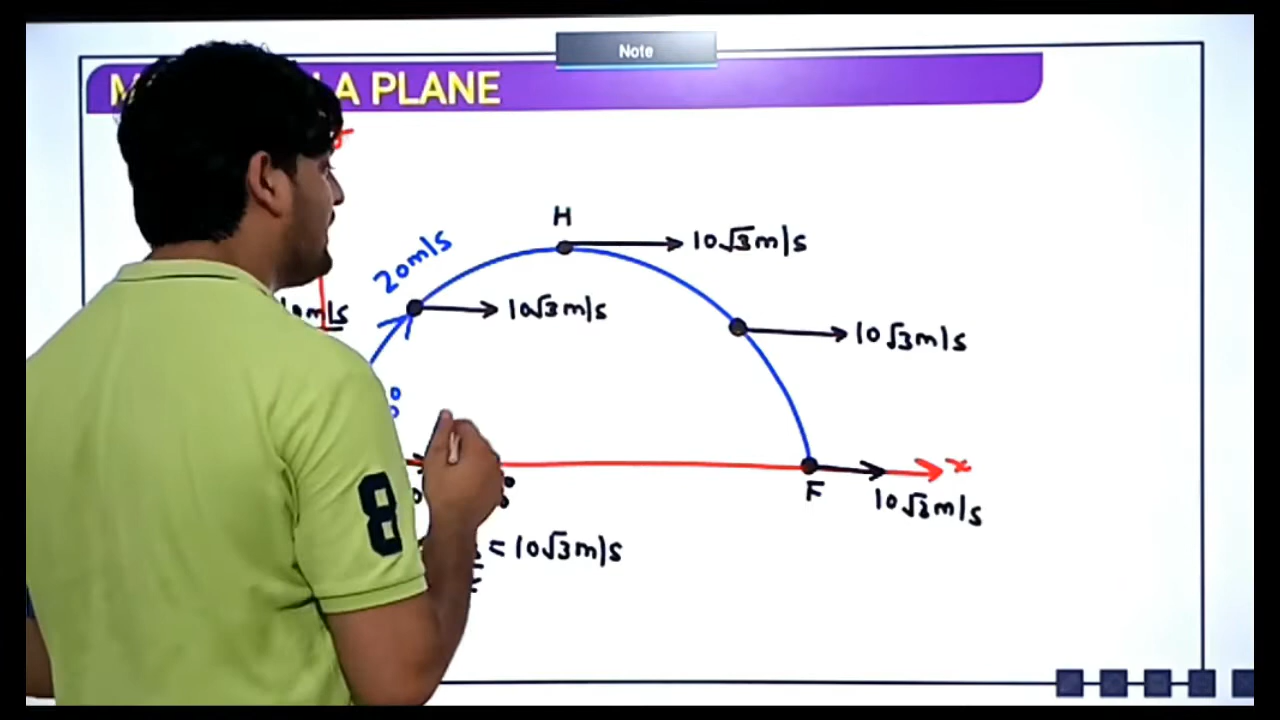 Note
A PLANE
H
20m/s
10√3m/s
10√3m/s
10√3m/s
x
F
10√3m/s
= 10√3m/s
8